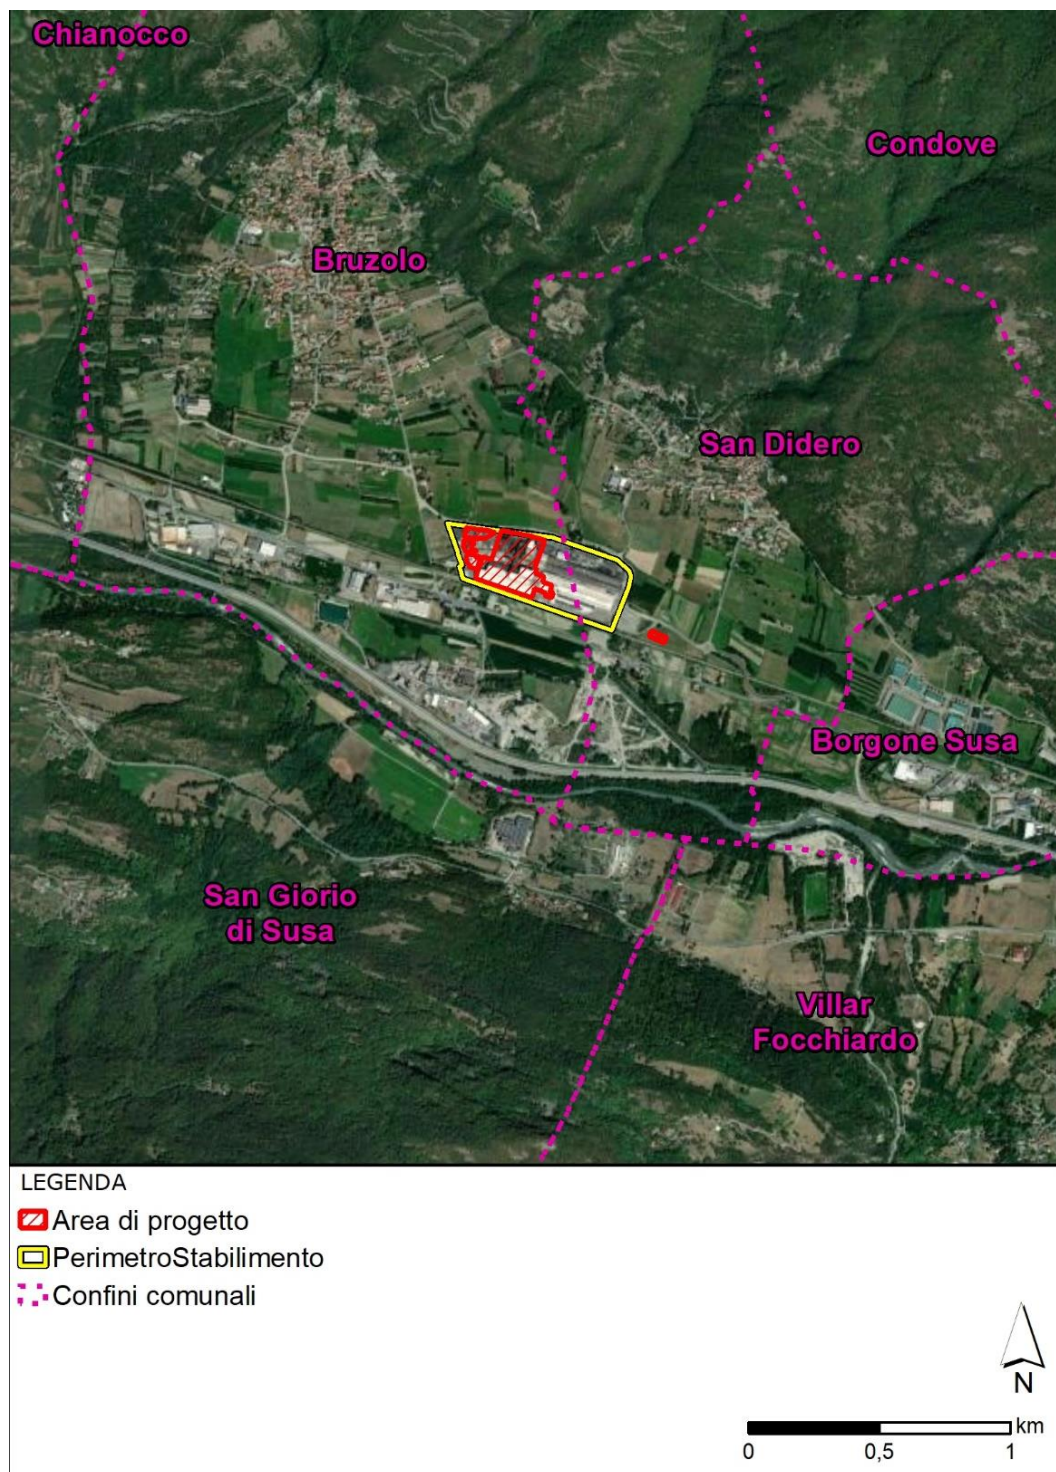 Chianocco
Condove
Bruzolo
San Didero
Borgone Susa
San Giorio
di Susa
Villar
Focchiardo
LEGENDA
Area di progetto
PerimetroStabilimento
Confini comunali
N
km
0 0,5 1